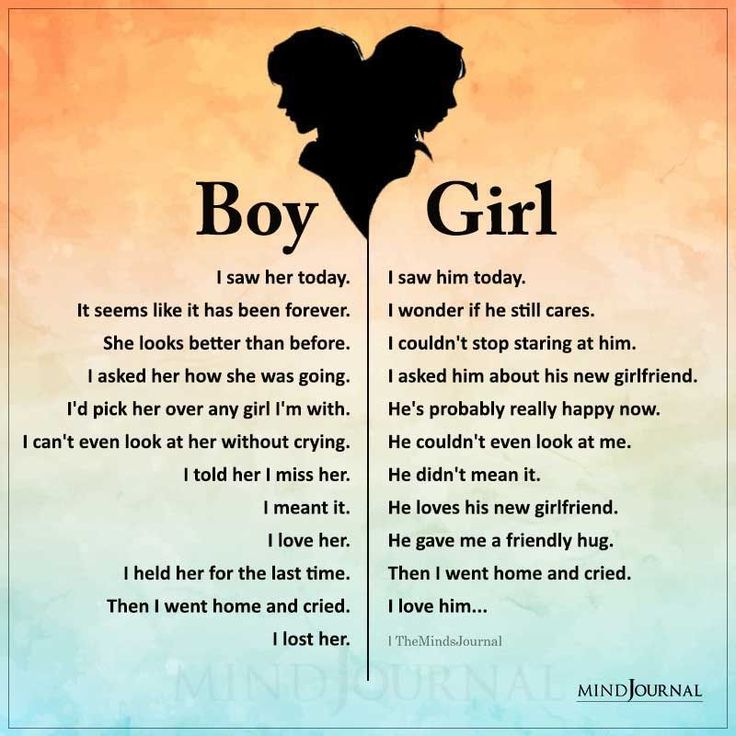 Boy
I saw her today.
It seems like it has been forever.
She looks better than before.
I asked her how she was going.
I'd pick her over any girl I'm with.
I can't even look at her without crying.
I told her I miss her.
I meant it.
I love her.
I held her for the last time.
Then I went home and cried.
I lost her.
Girl
I saw him today.
I wonder if he still cares.
I couldn't stop staring at him.
I asked him about his new girlfriend.
He's probably really happy now.
He couldn't even look at me.
He didn't mean it.
He loves his new girlfriend.
He gave me a friendly hug.
Then I went home and cried.
I love him...
| TheMindsJournal
MINDJOURNAL
MINDJOURNAL